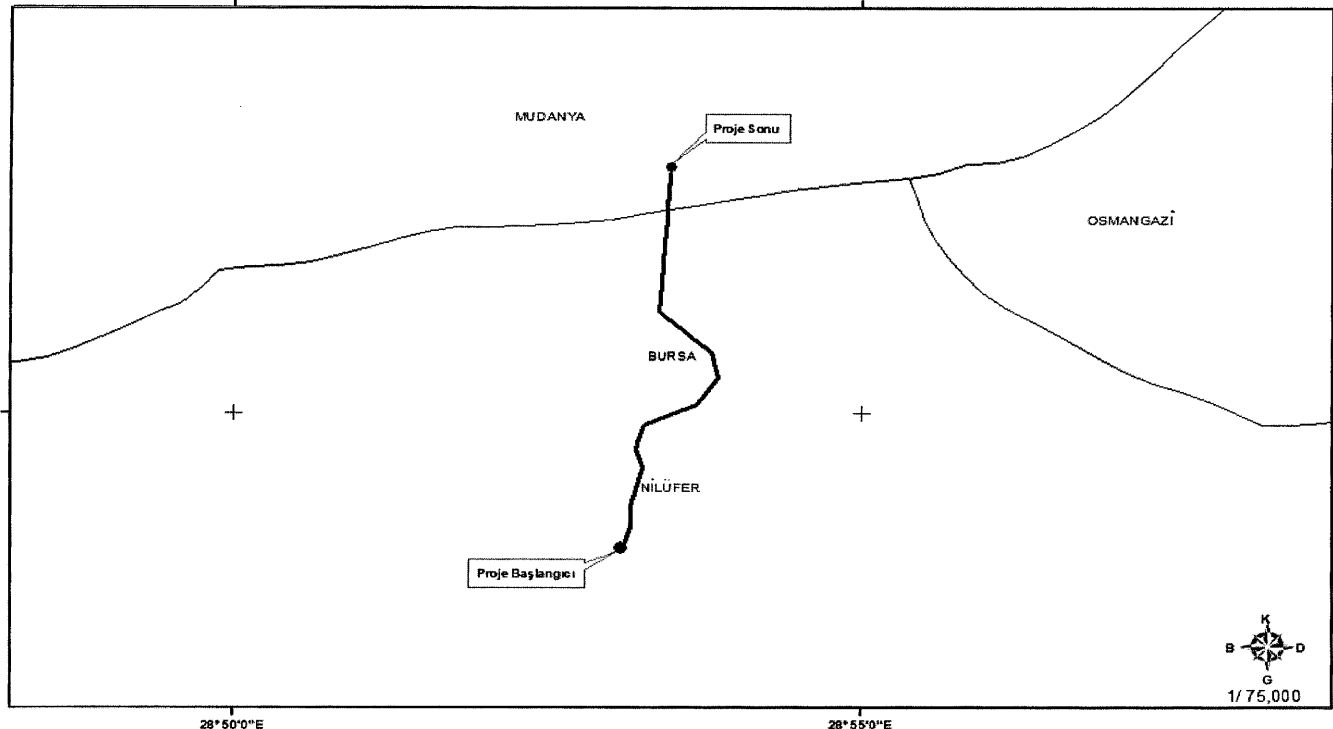 MUDANYA
Proje Sonu
OSMANGAZİ
BURSA
NİLÜFER
Proje Başlangıcı
K
B D
G
1/ 75,000
28°50'0"E
28°55'0"E